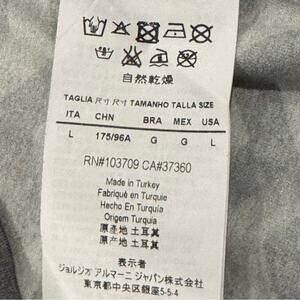 自然乾燥
TAGLIA 尺寸 尺寸 TAMANHO TALLA SIZE
ITA CHN BRA MEX USA
L 175/96A G G L
RN#103709 CA#37360
Made in Turkey
Fabriqué en Turquie
Hecho En Turquía
Origem Turquia
原產地 土耳其
原产地 土耳其
表示者
ジョルジオ アルマーニ ジャパン株式会社
東京都中央区銀座5-5-4